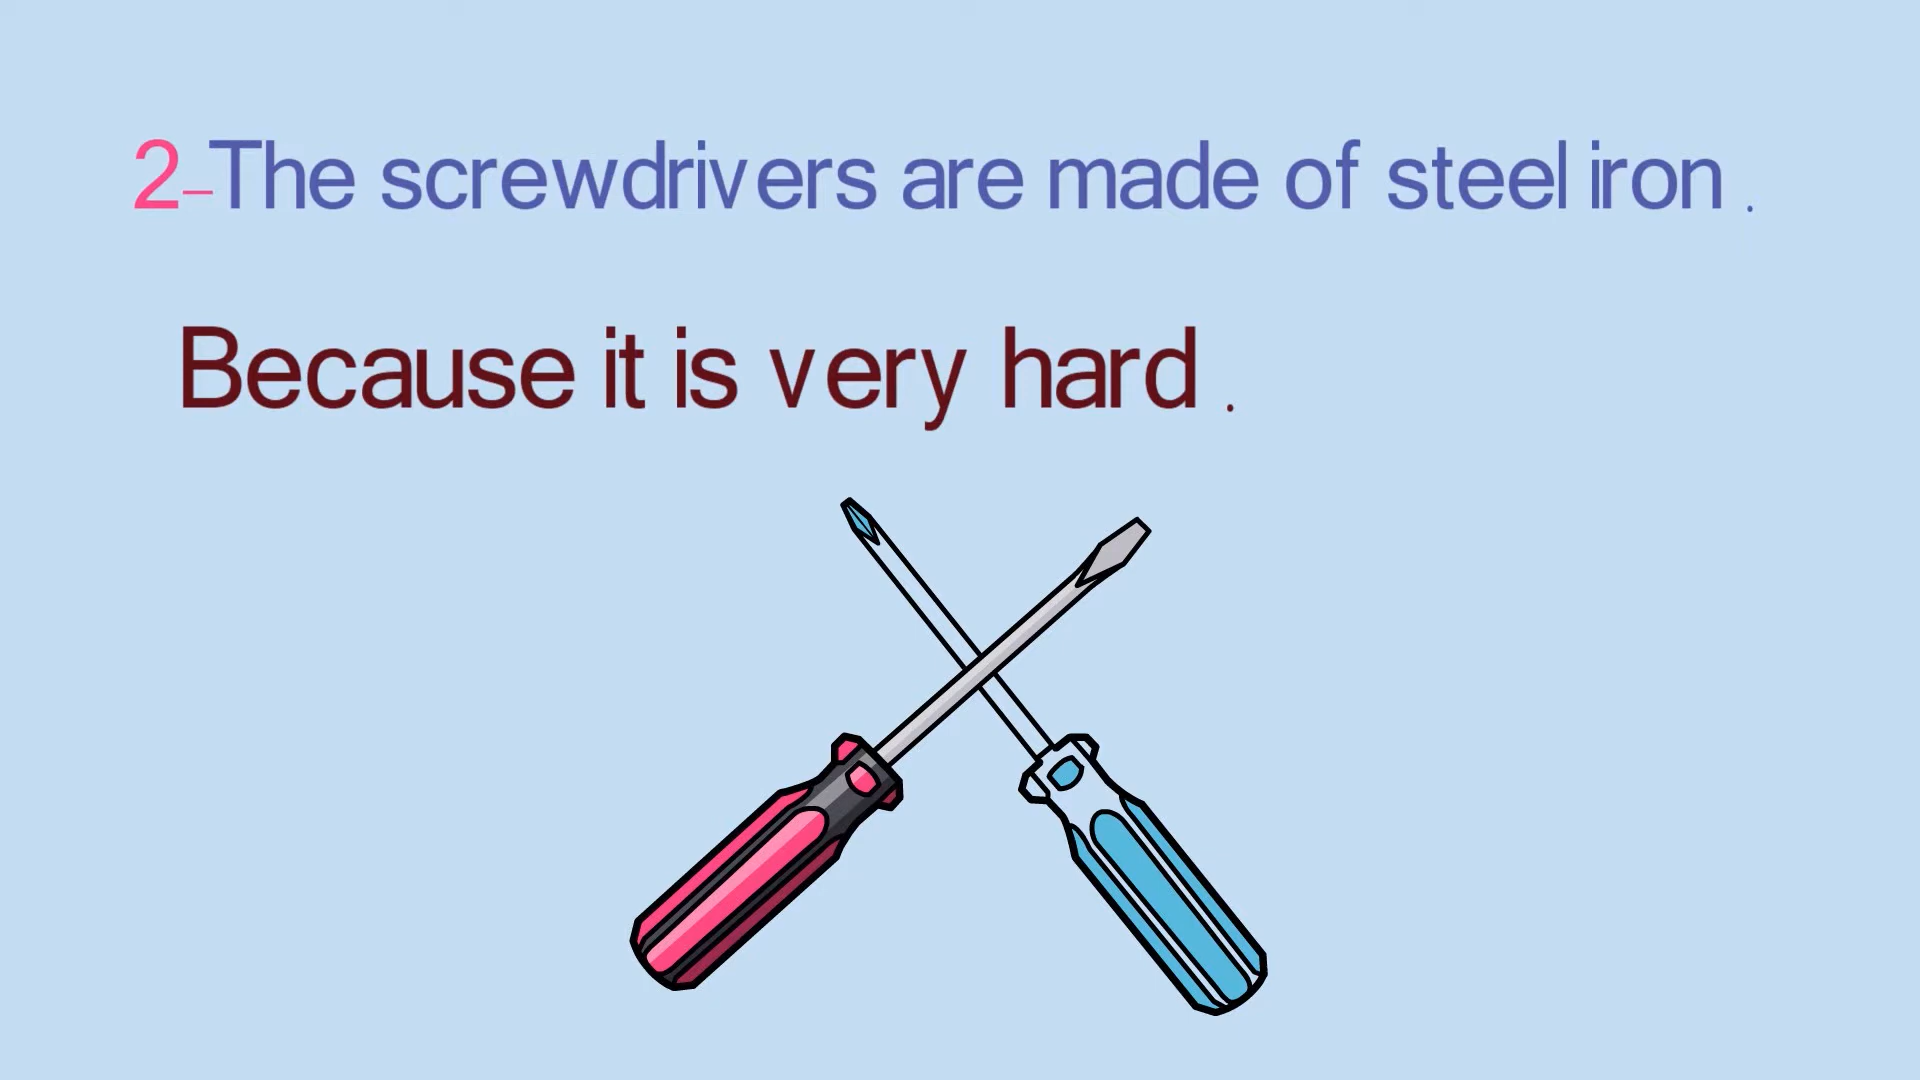 2-The screwdrivers are made of steel iron .
Because it is very hard .